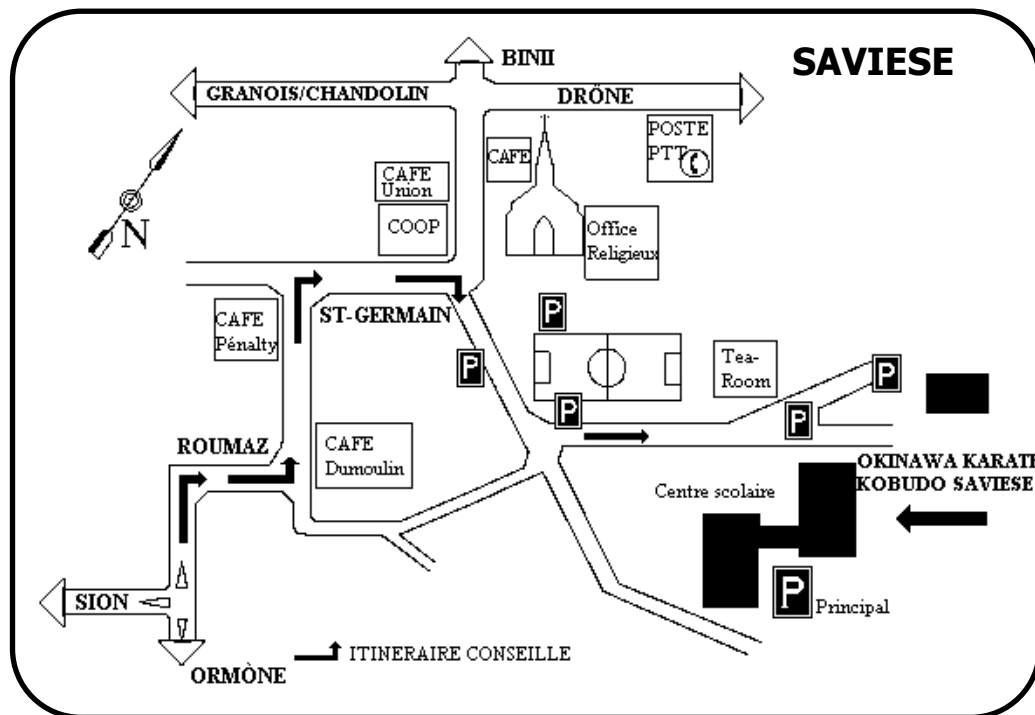 SAVIESE
BINII
GRANOIS/CHANDOLIN
DRÔNE
POSTE
PTT
CAFE
CAFE
Union
COOP
N
Office
Religieux
ST-GERMAIN
CAFE
Pénalty
P
P
P
P
P
Tea-
Room
ROUMAZ
CAFE
Dumoulin
OKINAWA KARATE
KOBUDO SAVIESE
Centre scolaire
P
Principal
SION
ORMÒNE
ITINERAIRE CONSEILLE